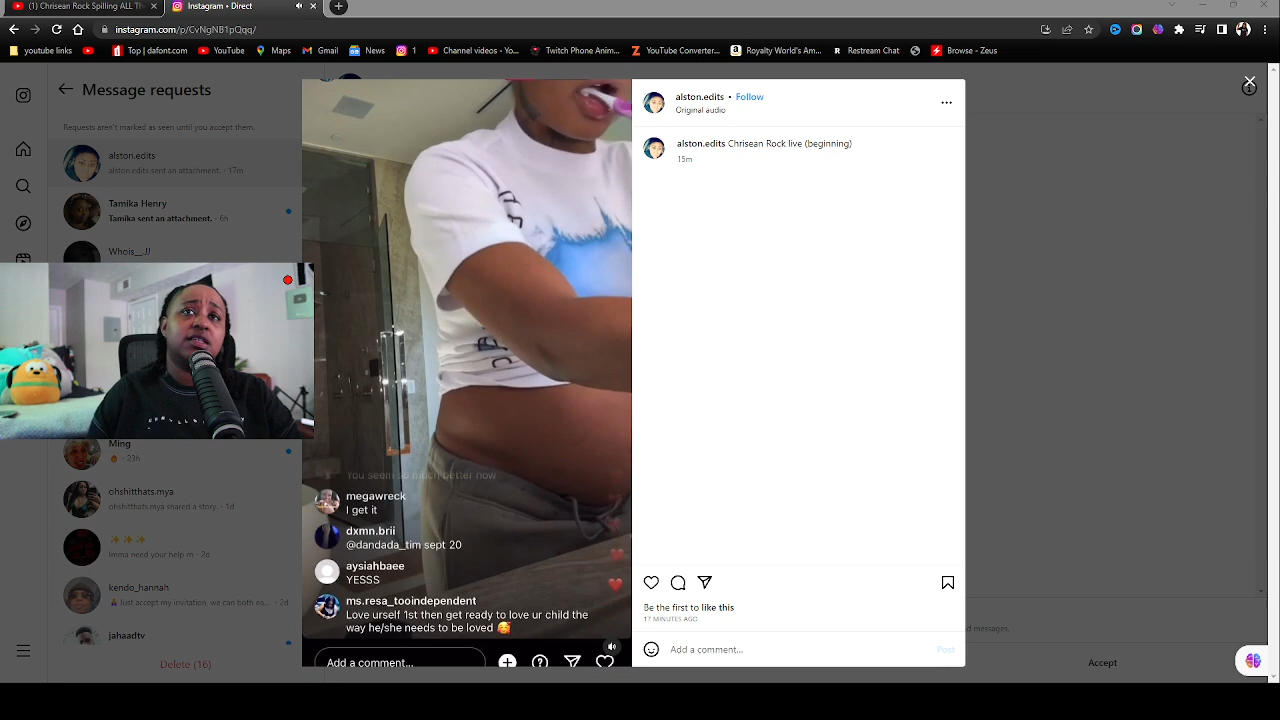 (1) Chrisean Rock Spilling ALL Th
Instagram • Direct
instagram.com/p/CvNgNB1pQqq/
youtube links
Top | dafont.com
YouTube
Maps
Gmail
News
1
Channel videos - Yo...
Twitch Phone Anim...
YouTube Converter...
Royalty World's Am...
Restream Chat
Browse - Zeus
Message requests
Requests aren't marked as seen until you accept them.
alston.edits
alston.edits sent an attachment. · 17m
Tamika Henry
Tamika sent an attachment. · 6h
Whois__JJ
Ming
🔥 · 23h
ohshitthats.mya
ohshitthats.mya shared a story. · 1d
✨✨✨
Imma need your help m · 2d
kendo_hannah
Just accept my invitation, we can both ea... · 2d
jahaadtv
Delete (16)
You seem so much better now
megawreck
I get it
dxmn.brii
@dandada_tim sept 20
aysiahbaee
YESSS
ms.resa_tooindependent
Love urself 1st then get ready to love ur child the
way he/she needs to be loved 🥰
Add a comment...
alston.edits • Follow
Original audio
alston.edits Chrisean Rock live (beginning)
15m
Be the first to like this
17 MINUTES AGO
Add a comment...
Post
d messages.
Accept